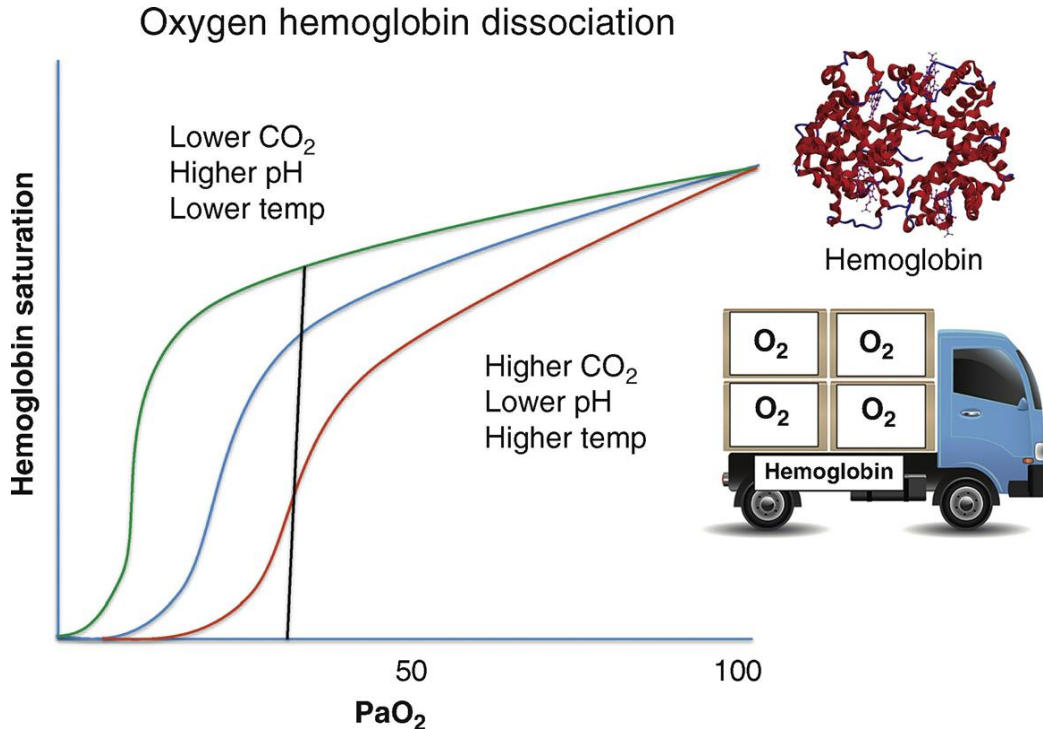 Oxygen hemoglobin dissociation
Lower CO₂
Higher pH
Lower temp
Hemoglobin saturation
Hemoglobin
Higher CO₂
Lower pH
Higher temp
O₂ O₂
O₂ O₂
Hemoglobin
50 100
PaO₂